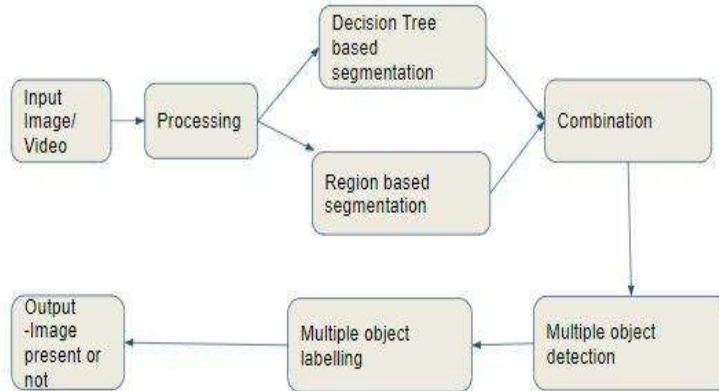 Input
Image/
Video
Processing
Decision Tree
based
segmentation
Region based
segmentation
Combination
Multiple object
detection
Multiple object
labelling
Output
-Image
present or
not